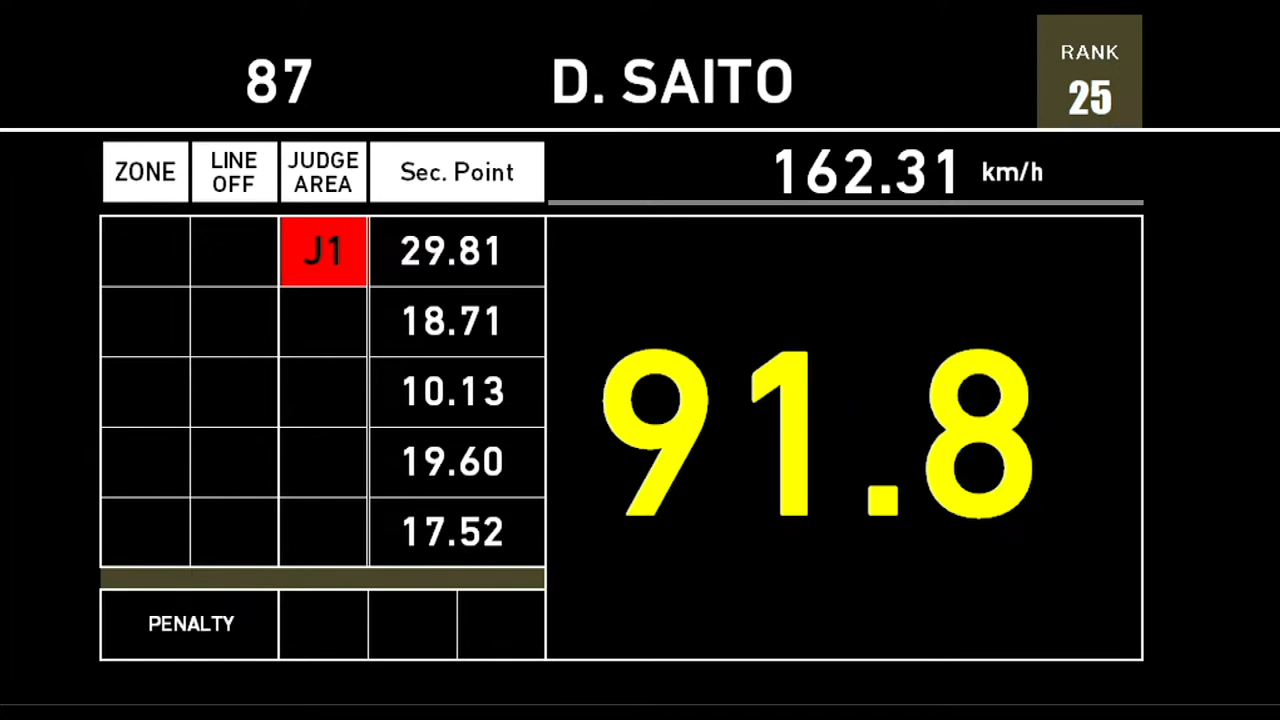 87 D. SAITO RANK 25
ZONE LINE OFF JUDGE AREA Sec. Point 162.31 km/h
J1 29.81
18.71
10.13
19.60
17.52
91.8
PENALTY